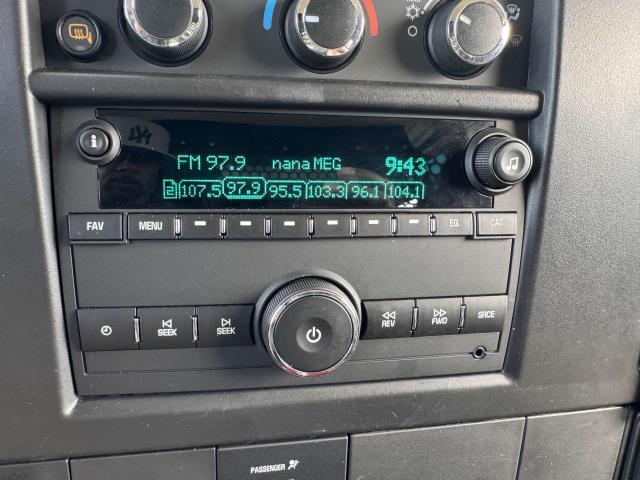 FM 97.9 nana MEG 9:43
2 107.5 97.9 95.5 103.3 96.1 104.1
FAV MENU EQ CAT
SEEK SEEK REV FWD SRCE
PASSENGER